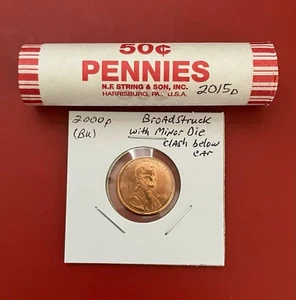 50¢
PENNIES
N.F. STRING & SON, INC.
HARRISBURG, PA., U.S.A.
2015D
2000p
(BU)
BroadStruck
with Minor Die
clash below
ear